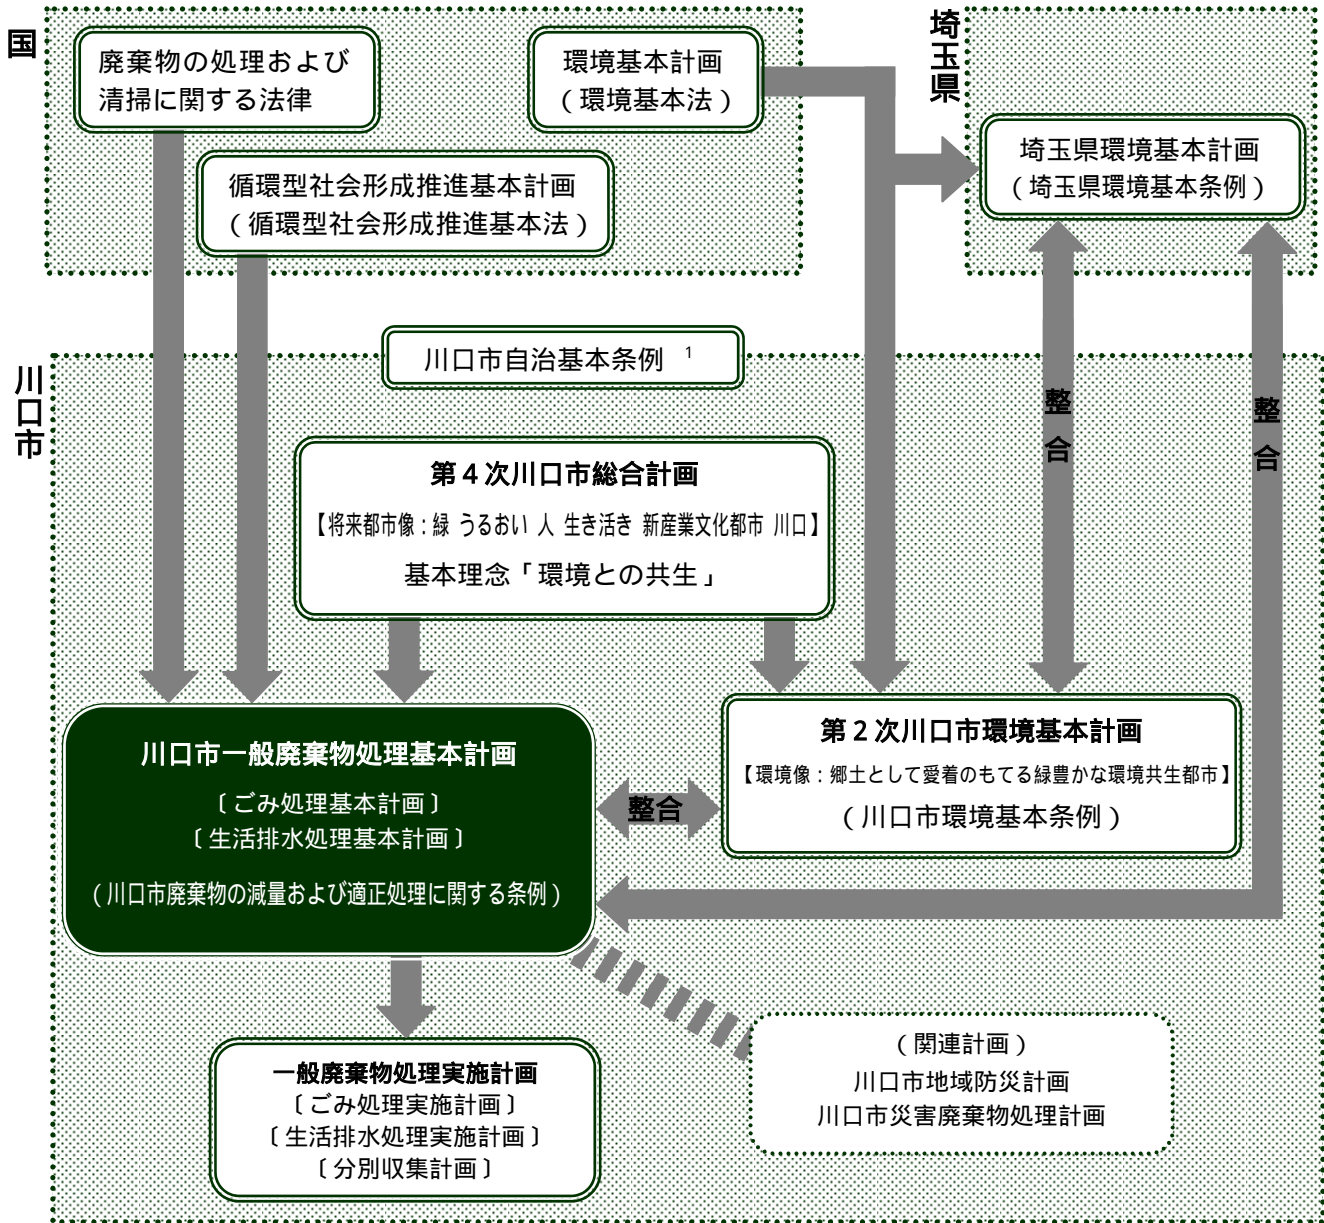 国
廃棄物の処理および
清掃に関する法律
環境基本計画
(環境基本法)
循環型社会形成推進基本計画
(循環型社会形成推進基本法)
埼玉県
埼玉県環境基本計画
(埼玉県環境基本条例)
川口市
川口市自治基本条例 1
第4次川口市総合計画
【将来都市像:緑 うるおい 人 生き活き 新産業文化都市 川口】
基本理念「環境との共生」
整合
整合
川口市一般廃棄物処理基本計画
〔ごみ処理基本計画〕
〔生活排水処理基本計画〕
(川口市廃棄物の減量および適正処理に関する条例)
整合
第2次川口市環境基本計画
【環境像:郷土として愛着のもてる緑豊かな環境共生都市】
(川口市環境基本条例)
一般廃棄物処理実施計画
〔ごみ処理実施計画〕
〔生活排水処理実施計画〕
〔分別収集計画〕
(関連計画)
川口市地域防災計画
川口市災害廃棄物処理計画